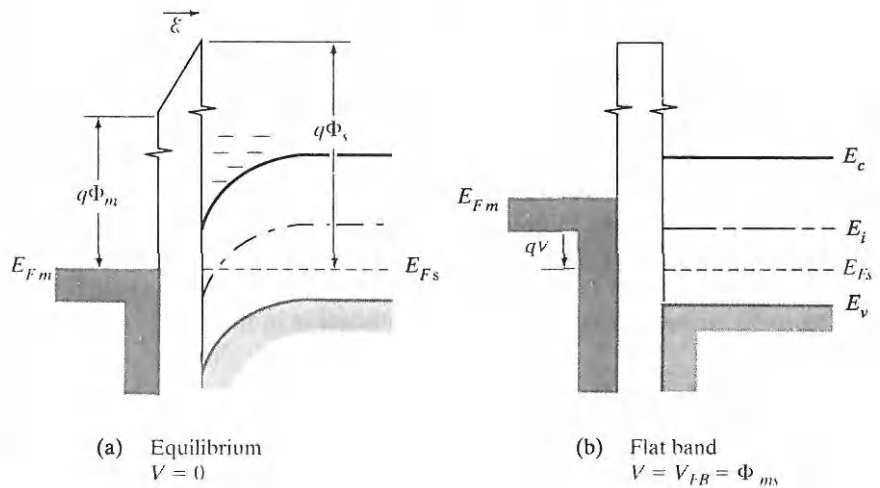 ℰ
qΦs
qΦm
EFm
EFs
(a) Equilibrium
V = 0
Ec
EFm
Ei
qV
EFs
Ev
(b) Flat band
V = VFB = Φms